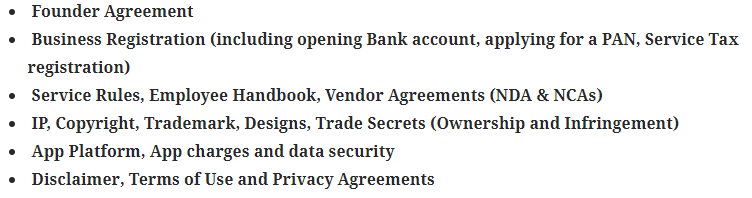 • Founder Agreement
• Business Registration (including opening Bank account, applying for a PAN, Service Tax
registration)
• Service Rules, Employee Handbook, Vendor Agreements (NDA & NCAs)
• IP, Copyright, Trademark, Designs, Trade Secrets (Ownership and Infringement)
• App Platform, App charges and data security
• Disclaimer, Terms of Use and Privacy Agreements